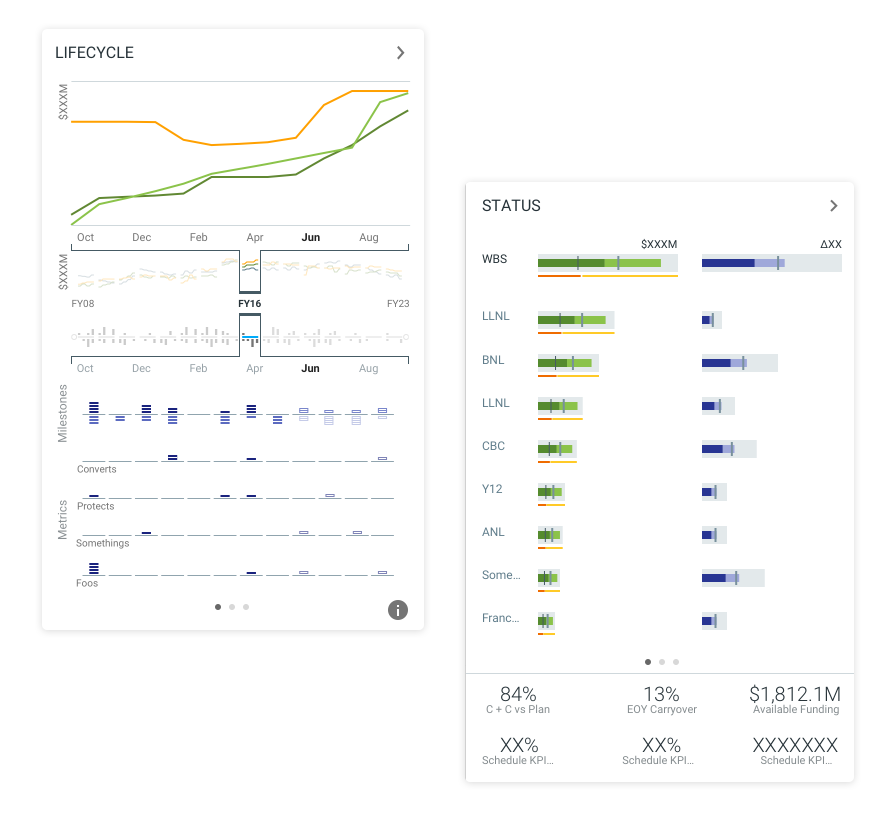 LIFECYCLE
$XXXM
Oct Dec Feb Apr Jun Aug
$XXXM
FY08 FY16 FY23
Oct Dec Feb Apr Jun Aug
Milestones
Converts
Metrics
Protects
Somethings
Foos
i
STATUS
$XXXM ΔXX
WBS
LLNL
BNL
LLNL
CBC
Y12
ANL
Some...
Franc...
84% 13% $1,812.1M
C + C vs Plan EOY Carryover Available Funding
XX% XX% XXXXXXX
Schedule KPI... Schedule KPI... Schedule KPI...